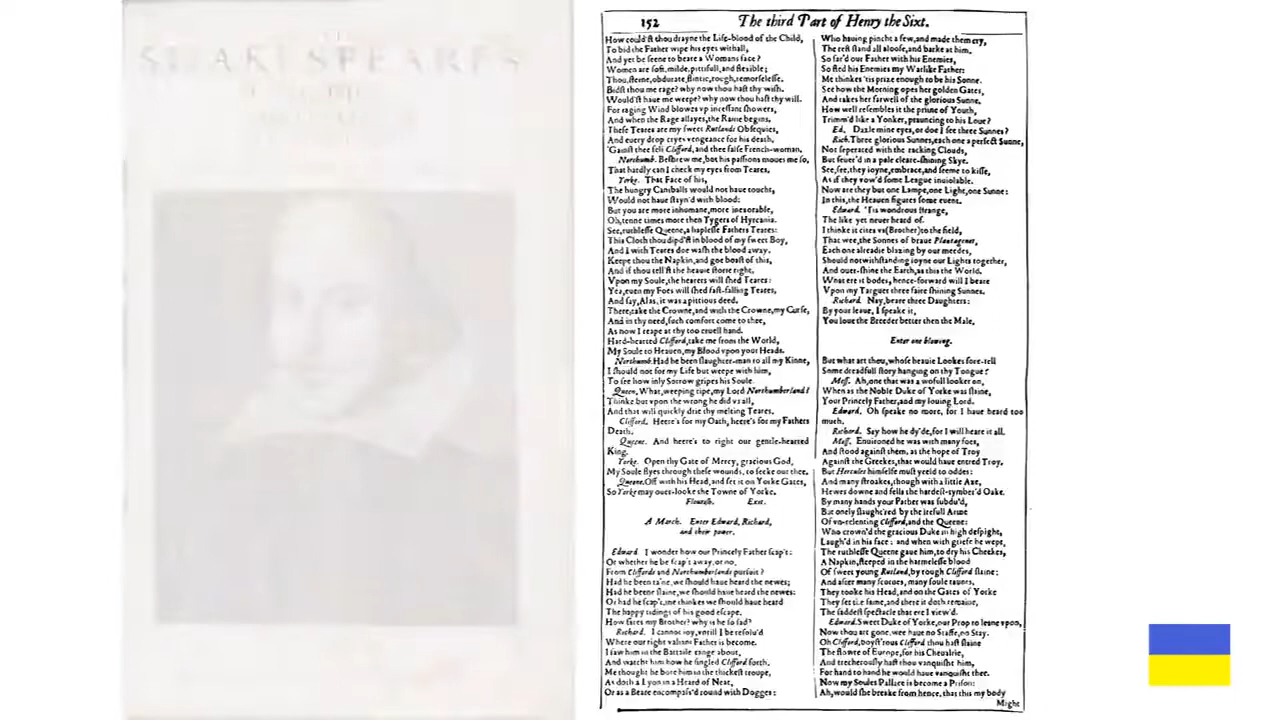 SHAKESPEARES
152
The third Part of Henry the Sixt.
How could'ſt thou drayne the Life-blood of the Child,
To bid the Father wipe his eyes withall,
And yet be ſeene to beare a Womans face?
Women are ſoft, milde, pittifull, and flexible;
Thou, ſterne, obdurate, flintie, rough, remorſeleſſe.
Bidſt thou me rage? why now thou haſt thy wiſh.
Would'ſt haue me weepe? why now thou haſt thy will.
For raging Wind blowes vp inceſſant ſhowers,
And when the Rage allayes, the Raine begins.
Theſe Teares are my ſweet Rutlands Obſequies,
And euery drop cryes vengeance for his death,
'Gainſt thee fell Clifford, and thee falſe French-woman.
Northumb. Beſhrew me, but his paſſions moues me ſo,
That hardly can I check my eyes from Teares.
Yorke. That Face of his,
The hungry Caniballs would not haue toucht,
Would not haue ſtayn'd with blood:
But you are more inhumane, more inexorable,
Oh, tenne times more then Tygers of Hyrcania.
See, ruthleſſe Queene, a hapleſſe Fathers Teares:
This Cloth thou dipd'ſt in blood of my ſweet Boy,
And I with Teares doe waſh the blood away.
Keepe thou the Napkin, and goe boaſt of this,
And if thou tell'ſt the heauie ſtorie right,
Vpon my Soule, the hearers will ſhed Teares:
Yea, euen my Foes will ſhed faſt-falling Teares,
And ſay, Alas, it was a pittious deed.
There, take the Crowne, and with the Crowne, my Curſe,
And in thy need, ſuch comfort come to thee,
As now I reape at thy too cruell hand.
Hard-hearted Clifford, take me from the World,
My Soule to Heauen, my Blood vpon your Heads.
Northumb. Had he been ſlaughter-man to all my Kinne,
I ſhould not for my Life but weepe with him,
To ſee how inly Sorrow gripes his Soule.
Queen. What, weeping ripe, my Lord Northumberland?
Thinke but vpon the wrong he did vs all,
And that will quickly drie thy melting Teares.
Clifford. Heere's for my Oath, heere's for my Fathers
Death.
Queene. And heere's to right our gentle-hearted
King.
Yorke. Open thy Gate of Mercy, gracious God,
My Soule flyes through theſe wounds, to ſeeke out thee.
Queene. Off with his Head, and ſet it on Yorke Gates,
So Yorke may ouer-looke the Towne of Yorke.
Flouriſh. Exit.
A March. Enter Edward, Richard,
and their power.
Edward. I wonder how our Princely Father ſcap't:
Or whether he be ſcap't away, or no,
From Cliffords and Northumberlands purſuit?
Had he been ta'ne, we ſhould haue heard the newes;
Had he beene ſlaine, we ſhould haue heard the newes:
Or had he ſcap't, me thinkes we ſhould haue heard
The happy tidings of his good eſcape.
How fares my Brother? why is he ſo ſad?
Richard. I cannot ioy, vntill I be reſolu'd
Where our right valiant Father is become.
I ſaw him in the Battaile range about,
And watcht him how he ſingled Clifford forth.
Me thought he bore him in the thickeſt troupe,
As doth a Lyon in a Heard of Neat,
Or as a Beare encompaſs'd round with Dogges:
Who hauing pincht a few, and made them cry,
The reſt ſtand all aloofe, and barke at him.
So far'd our Father with his Enemies,
So fled his Enemies my Warlike Father:
Me thinkes 'tis prize enough to be his Sonne.
See how the Morning opes her golden Gates,
And takes her farwell of the glorious Sunne.
How well reſembles it the prime of Youth,
Trimm'd like a Yonker, prauncing to his Loue?
Ed. Dazle mine eyes, or doe I ſee three Sunnes?
Rich. Three glorious Sunnes, each one a perfect Sunne,
Not ſeperated with the racking Clouds,
But ſeuer'd in a pale cleare-ſhining Skye.
See, ſee, they ioyne, embrace, and ſeeme to kiſſe,
As if they vow'd ſome League inuiolable.
Now are they but one Lampe, one Light, one Sunne:
In this, the Heauen figures ſome euent.
Edward. 'Tis wondrous ſtrange,
The like yet neuer heard of.
I thinke it cites vs (Brother) to the field,
That wee, the Sonnes of braue Plantagenet,
Each one alreadie blazing by our meedes,
Should notwithſtanding ioyne our Lights together,
And ouer-ſhine the Earth, as this the World.
What ere it bodes, hence-forward will I beare
Vpon my Targuet three faire ſhining Sunnes.
Richard. Nay, beare three Daughters:
By your leaue, I ſpeake it,
You loue the Breeder better then the Male.
Enter one blowing.
But what art thou, whoſe heauie Lookes fore-tell
Some dreadfull ſtory hanging on thy Tongue?
Meſſ. Ah, one that was a wofull looker on,
When as the Noble Duke of Yorke was ſlaine,
Your Princely Father, and my louing Lord.
Edward. Oh ſpeake no more, for I haue heard too
much.
Richard. Say how he dy'de, for I will heare it all.
Meſſ. Enuironed he was with many foes,
And ſtood againſt them, as the hope of Troy
Againſt the Greekes, that would haue entred Troy.
But Hercules himſelfe muſt yeeld to oddes:
And many ſtroakes, though with a little Axe,
Hewes downe and fells the hardeſt-tymber'd Oake.
By many hands your Father was ſubdu'd,
But onely ſlaught'red by the irefull Arme
Of vn-relenting Clifford, and the Queene:
Who crown'd the gracious Duke in high deſpight,
Laugh'd in his face: and when with griefe he wept,
The ruthleſſe Queene gaue him, to dry his Cheekes,
A Napkin, ſteeped in the harmeleſſe blood
Of ſweet young Rutland, by rough Clifford ſlaine:
And after many ſcornes, many foule taunts,
They tooke his Head, and on the Gates of Yorke
They ſet the ſame, and there it doth remaine,
The ſaddeſt ſpectacle that ere I view'd.
Edward. Sweet Duke of Yorke, our Prop to leane vpon,
Now thou art gone, wee haue no Staffe, no Stay.
Oh Clifford, boyſt'rous Clifford, thou haſt ſlaine
The flowre of Europe, for his Cheualrie,
And trecherouſly haſt thou vanquiſht him,
For hand to hand he would haue vanquiſht thee.
Now my Soules Pallace is become a Priſon:
Ah, would ſhe breake from hence, that this my body
Might